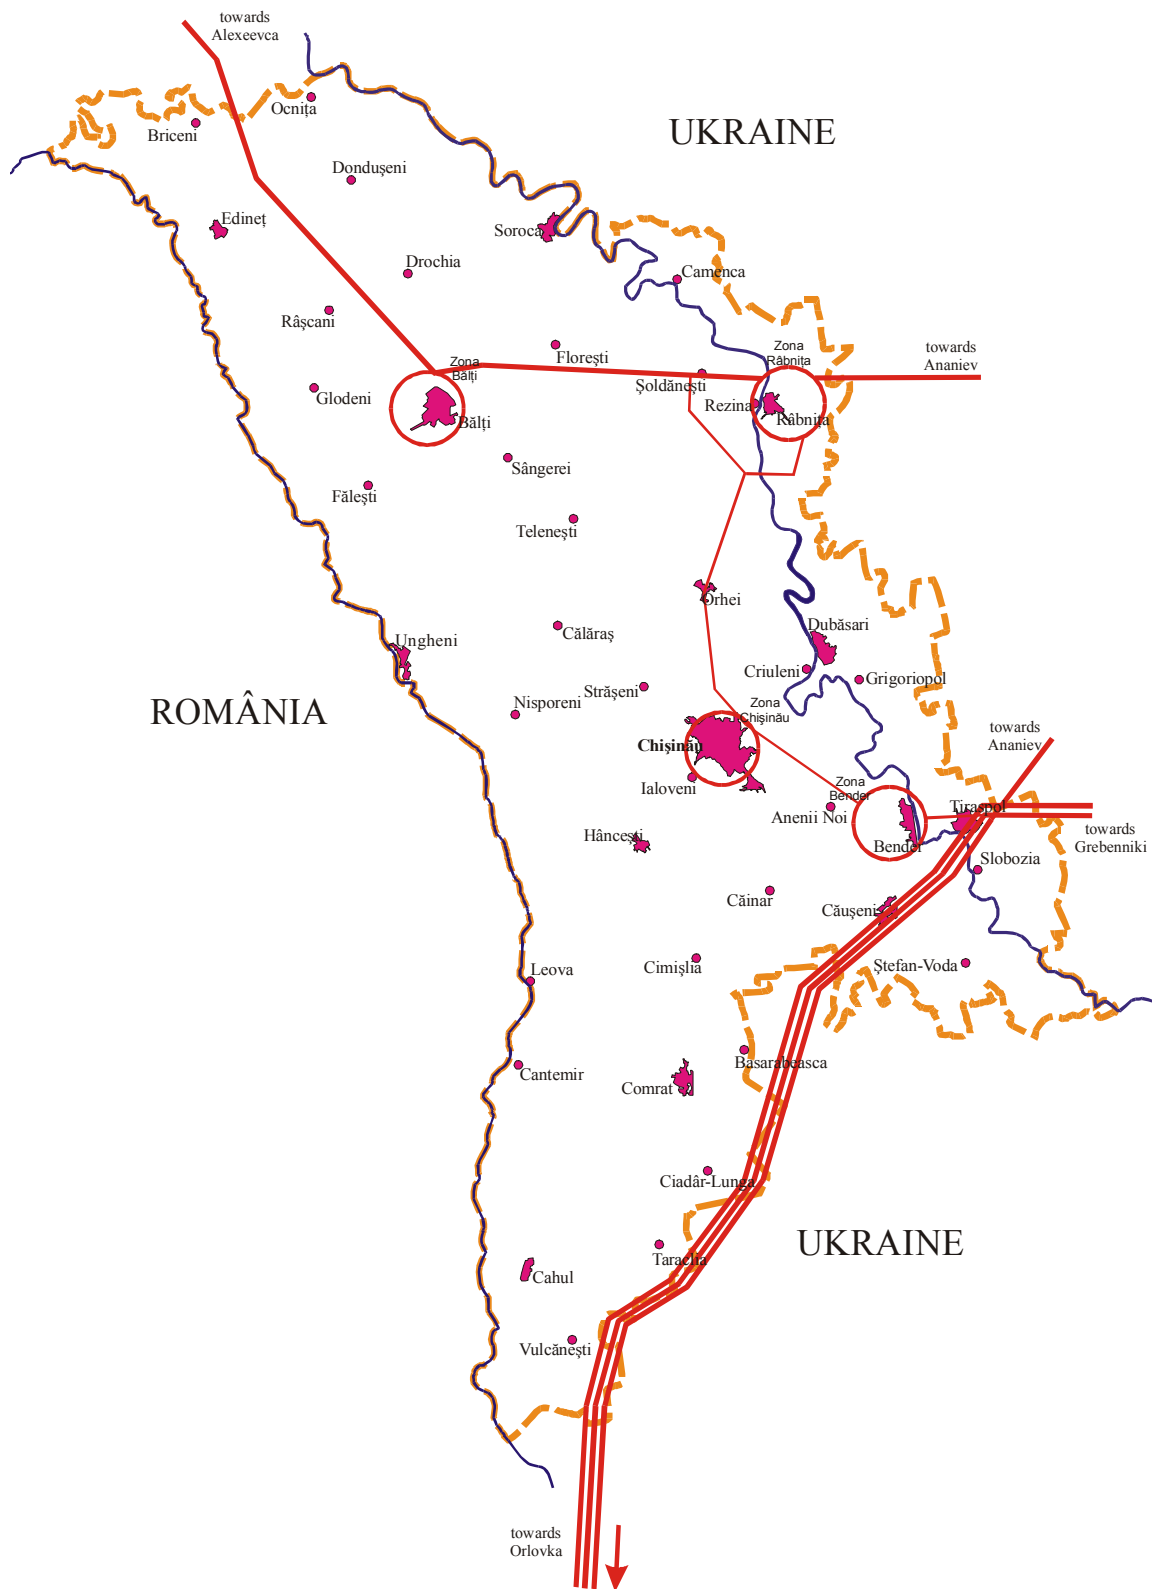 towards
Alexeevca
Ocnița
Briceni
UKRAINE
Dondușeni
Edineț
Soroca
Drochia
Camenca
Râșcani
Zona
Râbnița
towards
Ananiev
Florești
Zona
Bălți
Șoldănești
Glodeni
Rezina
Râbnița
Bălți
Sângerei
Fălești
Telenești
Orhei
Călăraș
Dubăsari
Ungheni
Criuleni
Grigoriopol
Strășeni
Nisporeni
ROMÂNIA
Zona
Chișinău
Chișinău
towards
Ananiev
Ialoveni
Zona
Bender
Anenii Noi
Tiraspol
towards
Grebenniki
Hâncești
Bender
Slobozia
Căinar
Căușeni
Cimișlia
Ștefan-Voda
Leova
Basarabeasca
Cantemir
Comrat
Ciadâr-Lunga
UKRAINE
Taraclia
Cahul
Vulcănești
towards
Orlovka